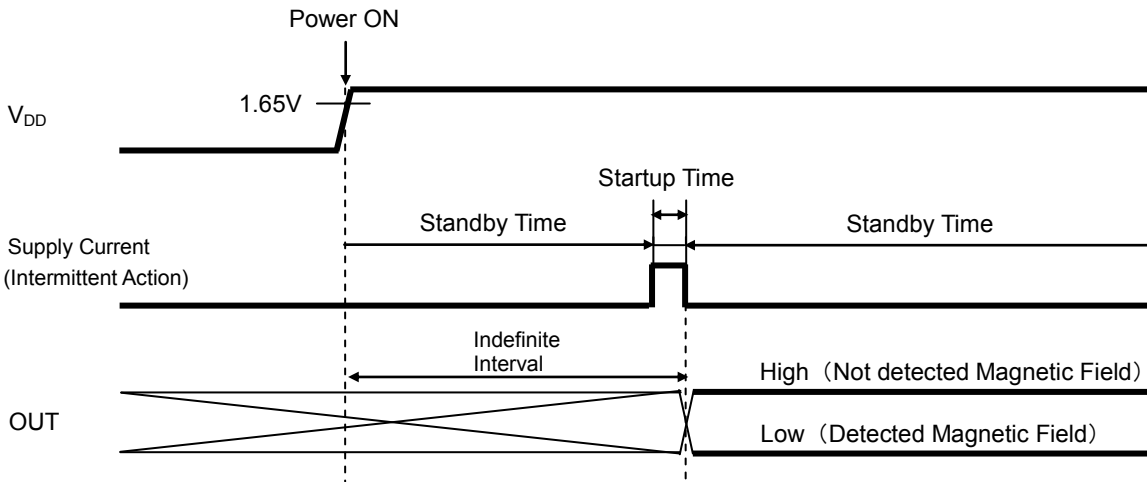 Power ON
1.65V
VDD
Startup Time
Standby Time
Standby Time
Supply Current
(Intermittent Action)
Indefinite
Interval
High（Not detected Magnetic Field）
OUT
Low（Detected Magnetic Field）